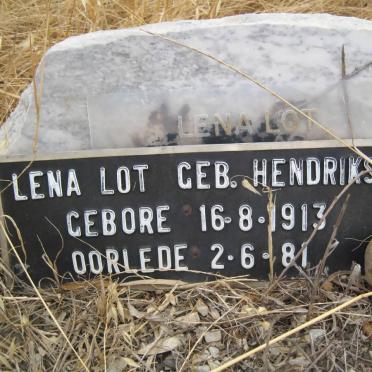 LENA LOT
LENA LOT GEB. HENDRIKS
GEBORE 16-8-1913
OORLEDE 2-6-81